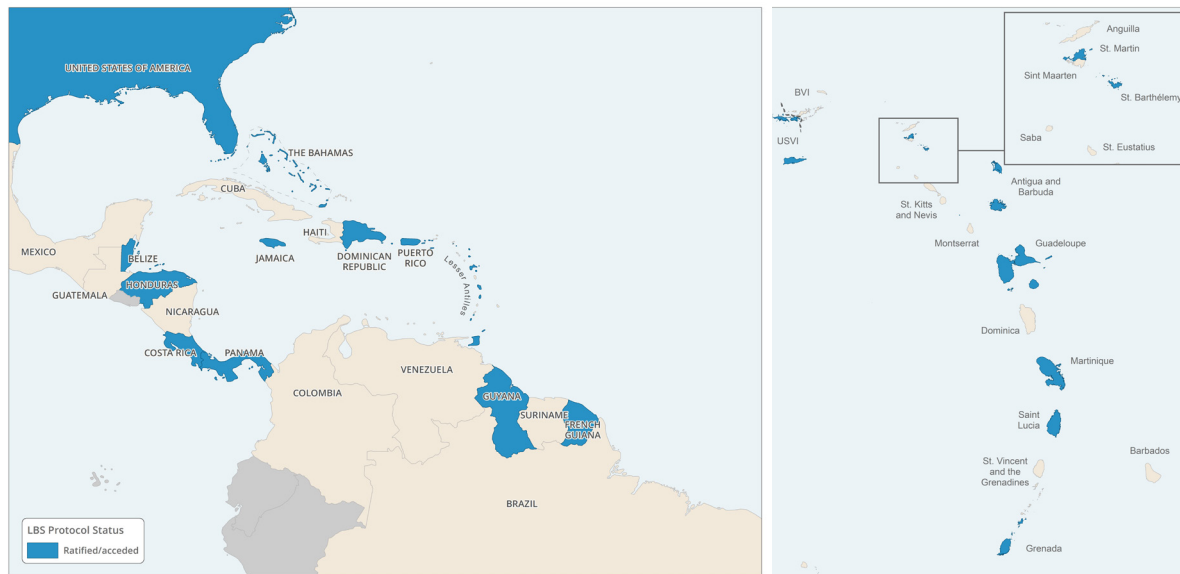 UNITED STATES OF AMERICA
THE BAHAMAS
CUBA
MEXICO
HAITI
JAMAICA
DOMINICAN
REPUBLIC
PUERTO
RICO
BELIZE
Lesser Antilles
GUATEMALA
HONDURAS
NICARAGUA
COSTA RICA
PANAMA
VENEZUELA
COLOMBIA
GUYANA
SURINAME
FRENCH
GUIANA
BRAZIL
LBS Protocol Status
Ratified/acceded
Anguilla
St. Martin
Sint Maarten
St. Barthélemy
Saba
St. Eustatius
BVI
USVI
Antigua and
Barbuda
St. Kitts
and Nevis
Montserrat
Guadeloupe
Dominica
Martinique
Saint
Lucia
St. Vincent
and the
Grenadines
Barbados
Grenada